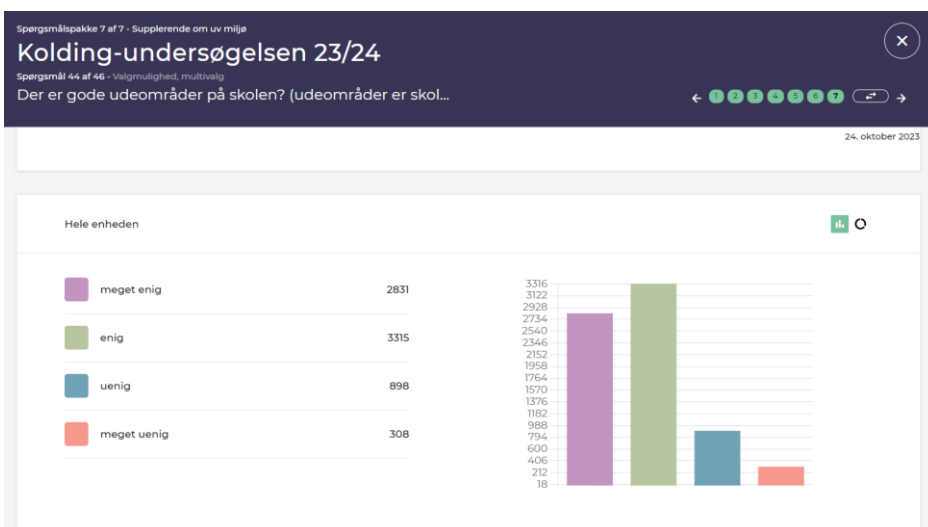 Spørgsmålspakke 7 af 7 - Supplerende om uv miljø
Kolding-undersøgelsen 23/24
Spørgsmål 44 af 46 - Valgmulighed, multivalg
Der er gode udeområder på skolen? (udeområder er skol...
1 2 3 4 5 6 7
24. oktober 2023
Hele enheden
meget enig 2831
enig 3315
uenig 898
meget uenig 308
3316
3122
2928
2734
2540
2346
2152
1958
1764
1570
1376
1182
988
794
600
406
212
18